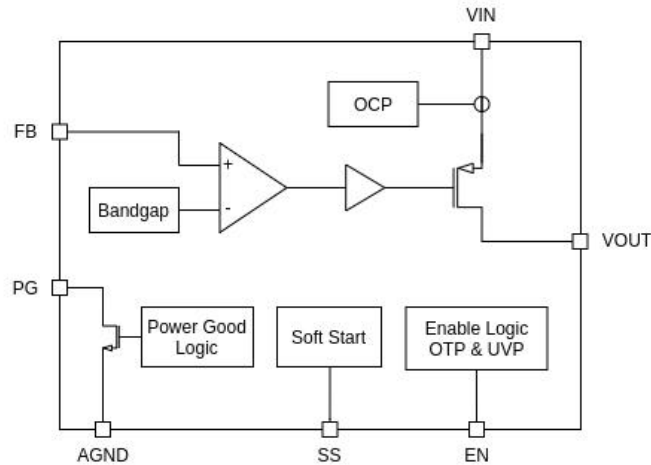 VIN
OCP
FB
+
Bandgap
-
VOUT
PG
Power Good
Logic
Soft Start
Enable Logic
OTP & UVP
AGND
SS
EN